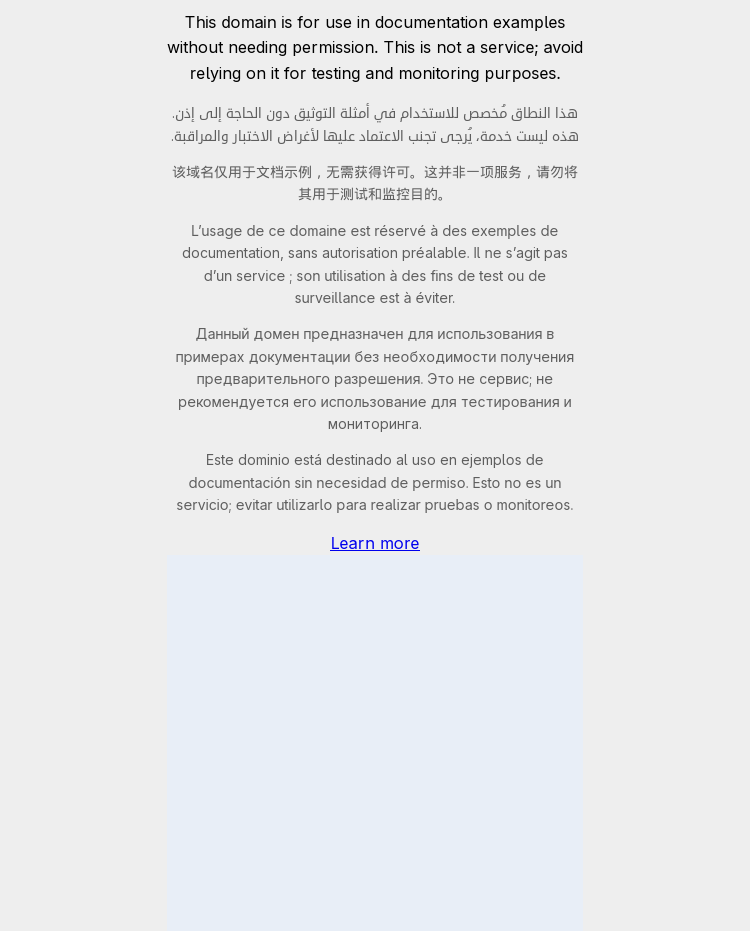 This domain is for use in documentation examples
without needing permission. This is not a service; avoid
relying on it for testing and monitoring purposes.
هذا النطاق مُخصص للاستخدام في أمثلة التوثيق دون الحاجة إلى إذن.
هذه ليست خدمة، يُرجى تجنب الاعتماد عليها لأغراض الاختبار والمراقبة.
该域名仅用于文档示例，无需获得许可。这并非一项服务，请勿将
其用于测试和监控目的。
L’usage de ce domaine est réservé à des exemples de
documentation, sans autorisation préalable. Il ne s’agit pas
d’un service ; son utilisation à des fins de test ou de
surveillance est à éviter.
Данный домен предназначен для использования в
примерах документации без необходимости получения
предварительного разрешения. Это не сервис; не
рекомендуется его использование для тестирования и
мониторинга.
Este dominio está destinado al uso en ejemplos de
documentación sin necesidad de permiso. Esto no es un
servicio; evitar utilizarlo para realizar pruebas o monitoreos.
Learn more